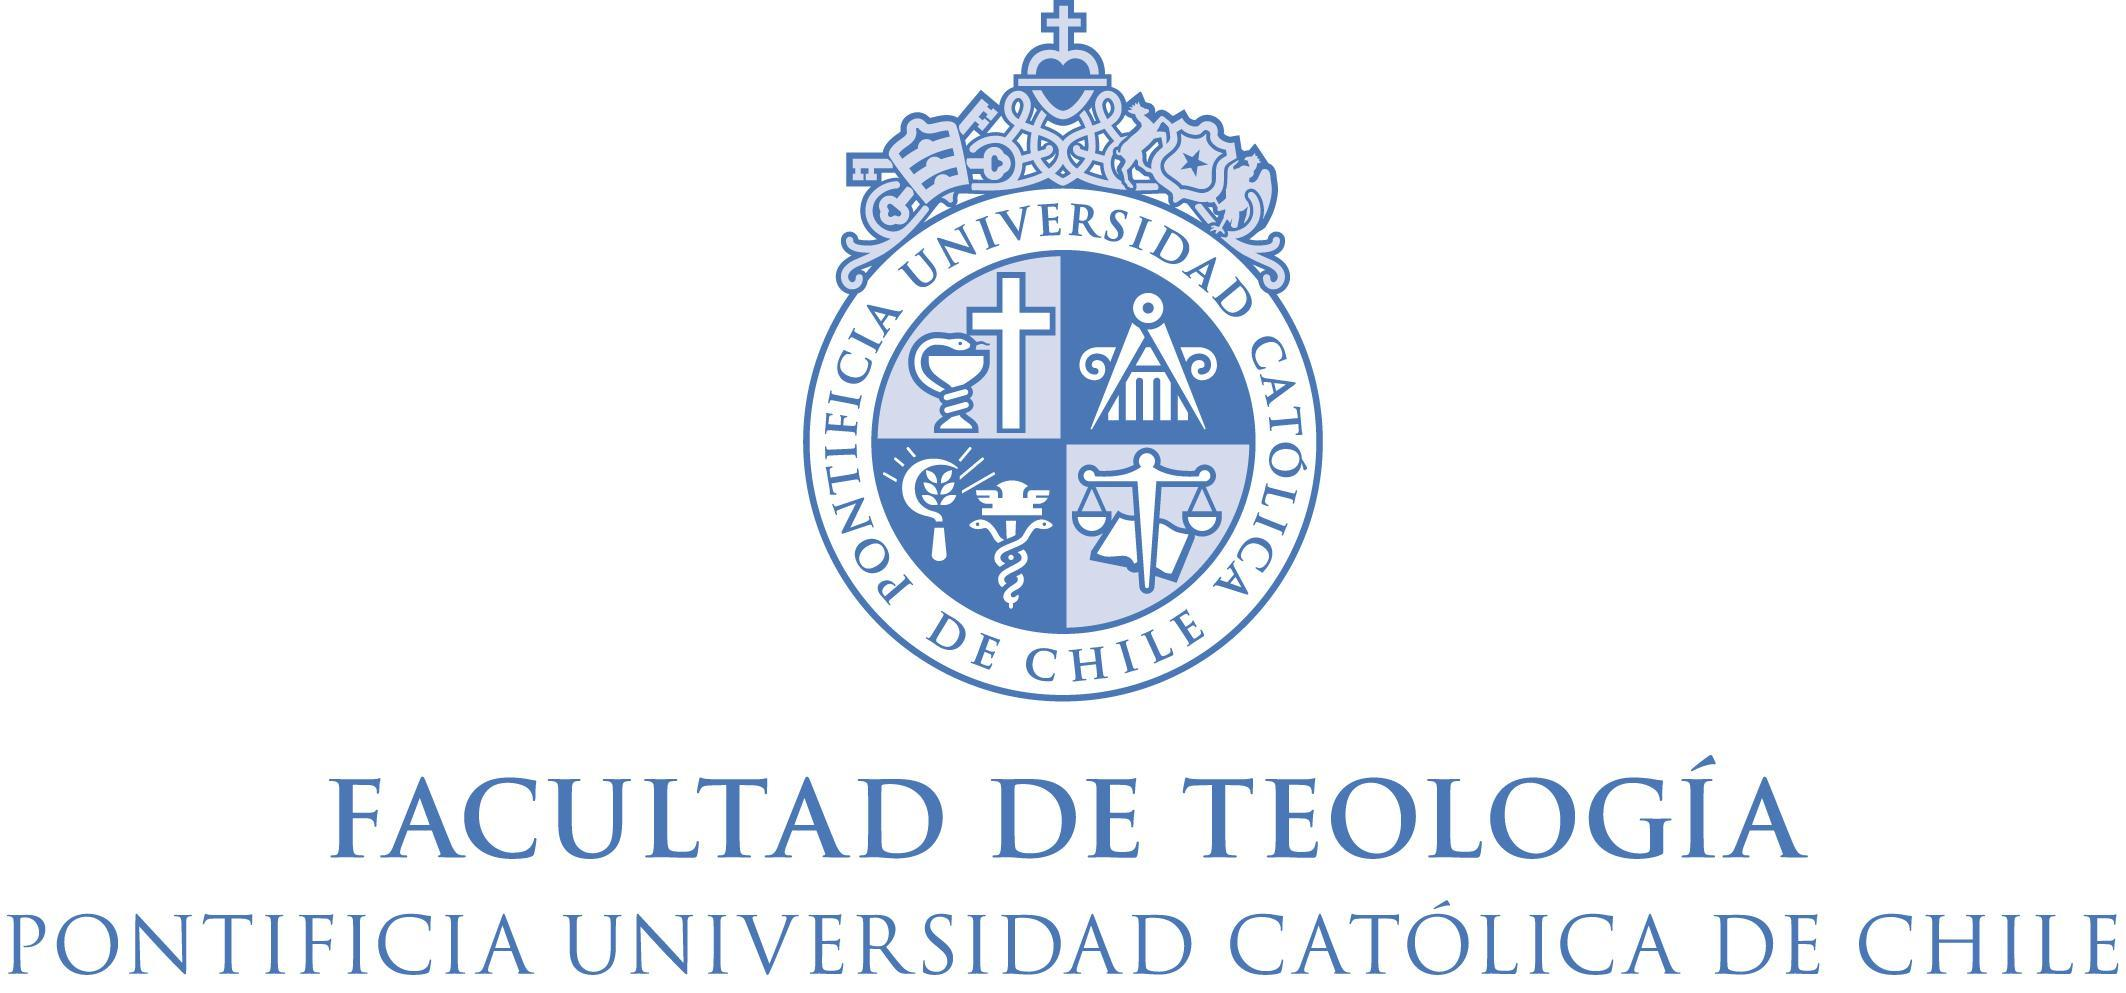 PONTIFICIA UNIVERSIDAD CATÓLICA
DE CHILE
FACULTAD DE TEOLOGÍA
PONTIFICIA UNIVERSIDAD CATÓLICA DE CHILE